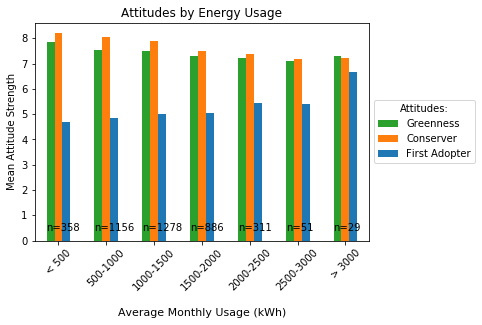 Attitudes by Energy Usage
8
7
6
5
4
3
2
1
0
Mean Attitude Strength
n=358 n=1156 n=1278 n=886 n=311 n=51 n=29
< 500 500-1000 1000-1500 1500-2000 2000-2500 2500-3000 > 3000
Average Monthly Usage (kWh)
Attitudes:
Greenness
Conserver
First Adopter